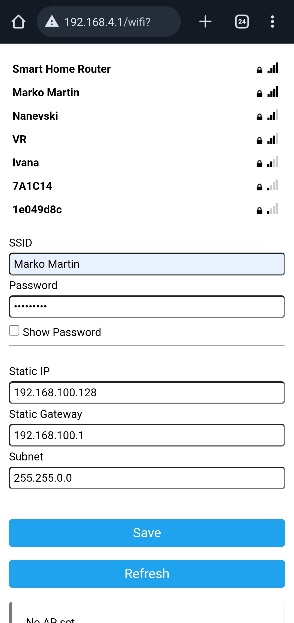 192.168.4.1/wifi?
24
Smart Home Router
Marko Martin
Nanevski
VR
Ivana
7A1C14
1e049d8c
SSID
Marko Martin
Password
•••••••••
Show Password
Static IP
192.168.100.128
Static Gateway
192.168.100.1
Subnet
255.255.0.0
Save
Refresh
No AP set